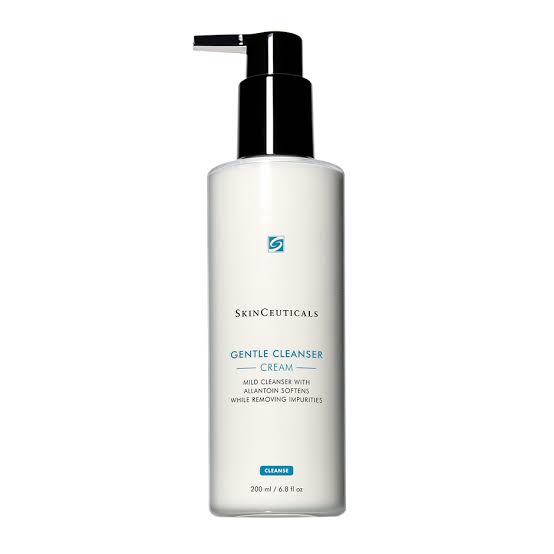 SKINCEUTICALS
GENTLE CLEANSER
CREAM
MILD CLEANSER WITH
ALLANTOIN SOFTENS
WHILE REMOVING IMPURITIES
CLEANSE
200 ml / 6.8 fl oz